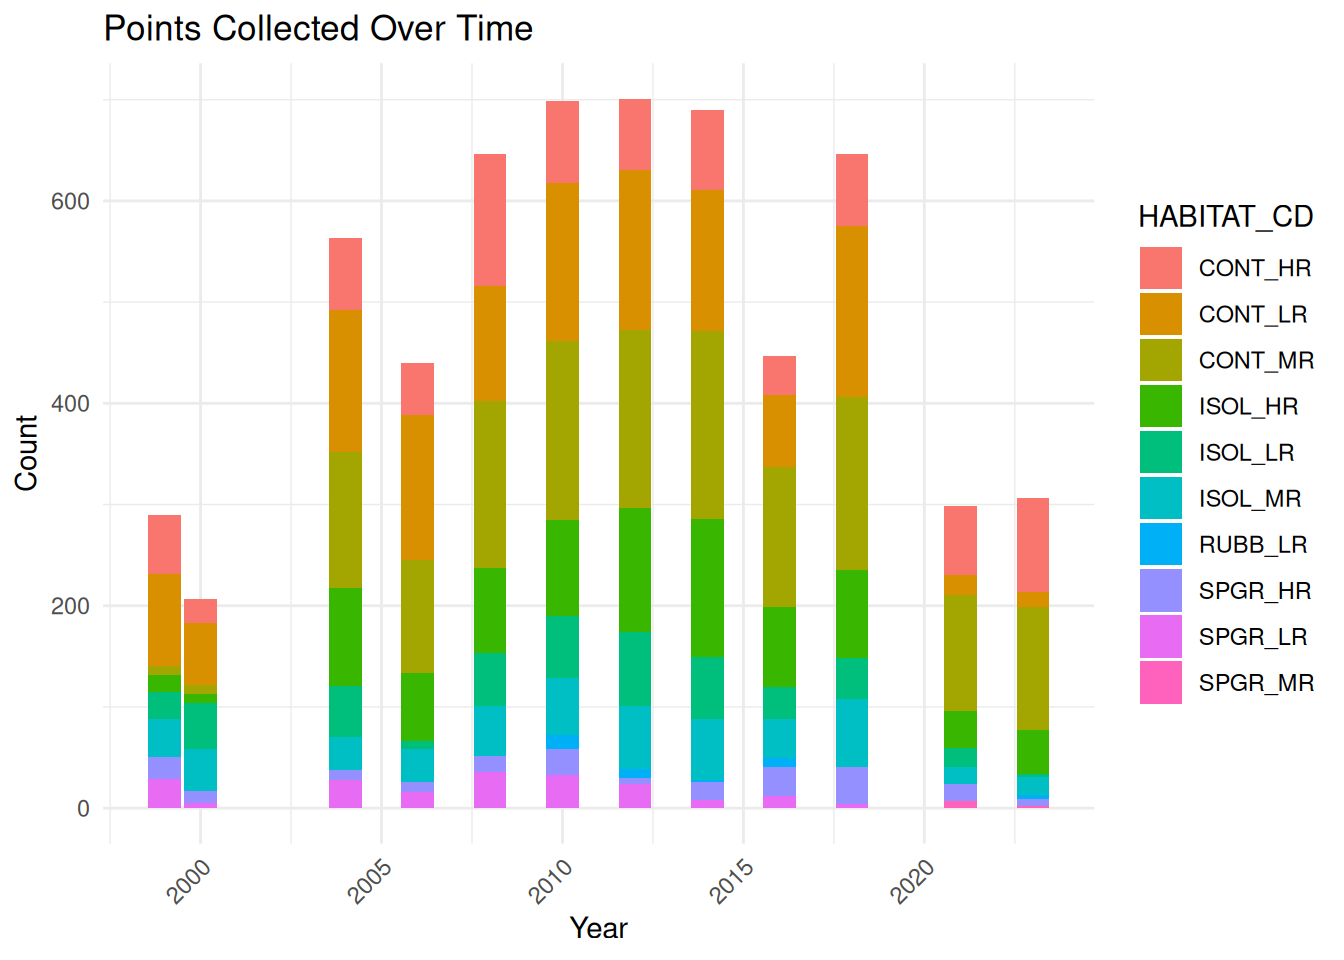 Points Collected Over Time
600
400
200
0
Count
2000
2005
2010
2015
2020
Year
HABITAT_CD
CONT_HR
CONT_LR
CONT_MR
ISOL_HR
ISOL_LR
ISOL_MR
RUBB_LR
SPGR_HR
SPGR_LR
SPGR_MR